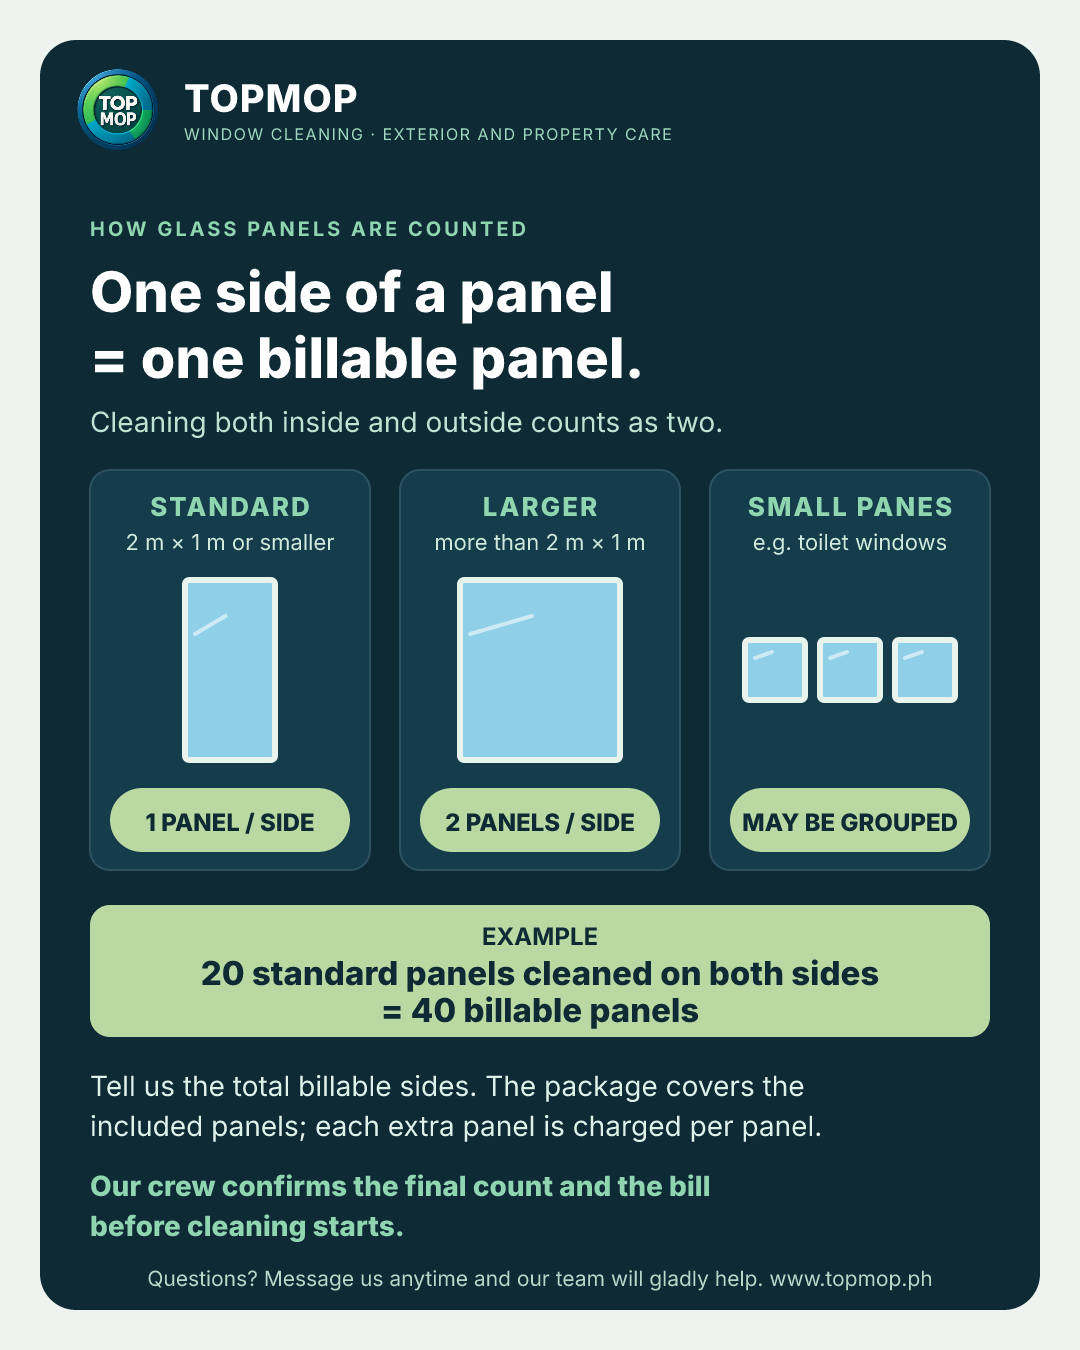 TOP
MOP
TOPMOP
WINDOW CLEANING · EXTERIOR AND PROPERTY CARE
HOW GLASS PANELS ARE COUNTED
One side of a panel
= one billable panel.
Cleaning both inside and outside counts as two.
STANDARD
2 m × 1 m or smaller
1 PANEL / SIDE
LARGER
more than 2 m × 1 m
2 PANELS / SIDE
SMALL PANES
e.g. toilet windows
MAY BE GROUPED
EXAMPLE
20 standard panels cleaned on both sides
= 40 billable panels
Tell us the total billable sides. The package covers the
included panels; each extra panel is charged per panel.
Our crew confirms the final count and the bill
before cleaning starts.
Questions? Message us anytime and our team will gladly help. www.topmop.ph